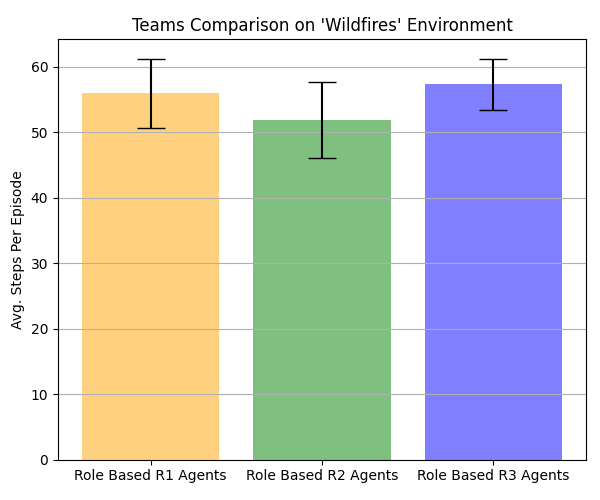 Teams Comparison on 'Wildfires' Environment
60
50
40
30
20
10
0
Avg. Steps Per Episode
Role Based R1 Agents Role Based R2 Agents Role Based R3 Agents